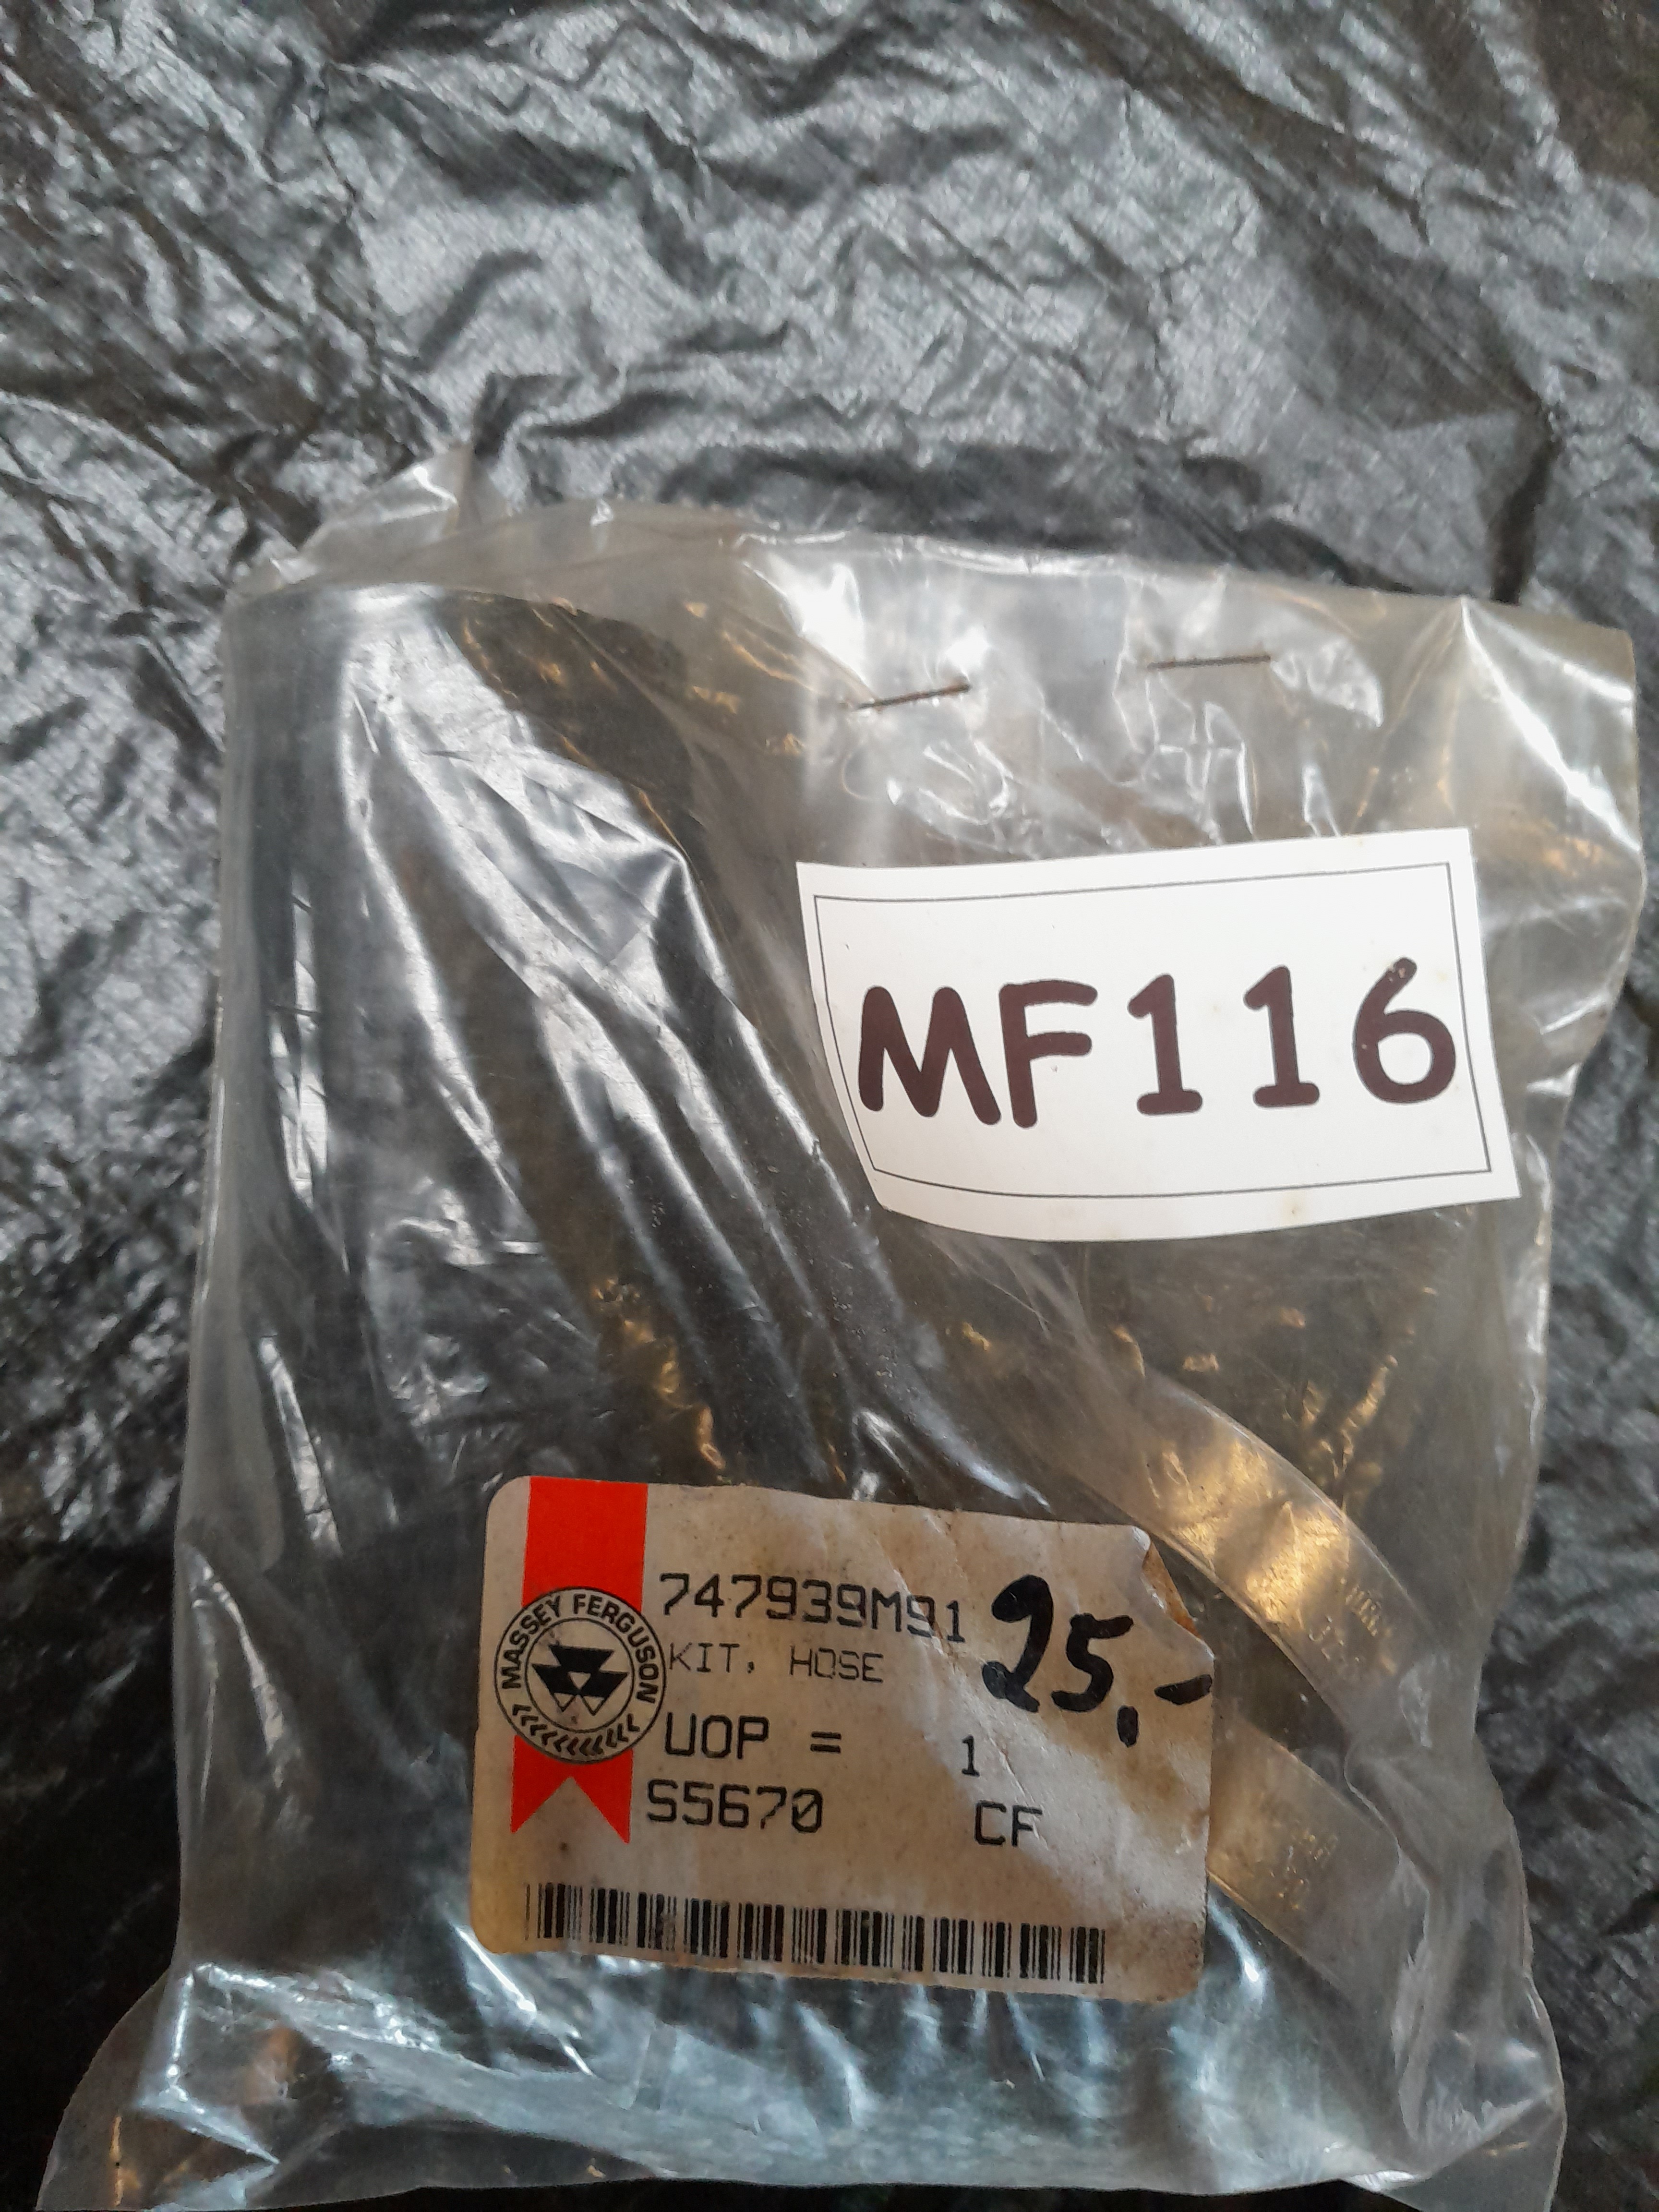 MF116
747939M91
25,-
KIT, HOSE
MASSEY FERGUSON
UOP = 1
S5670 CF